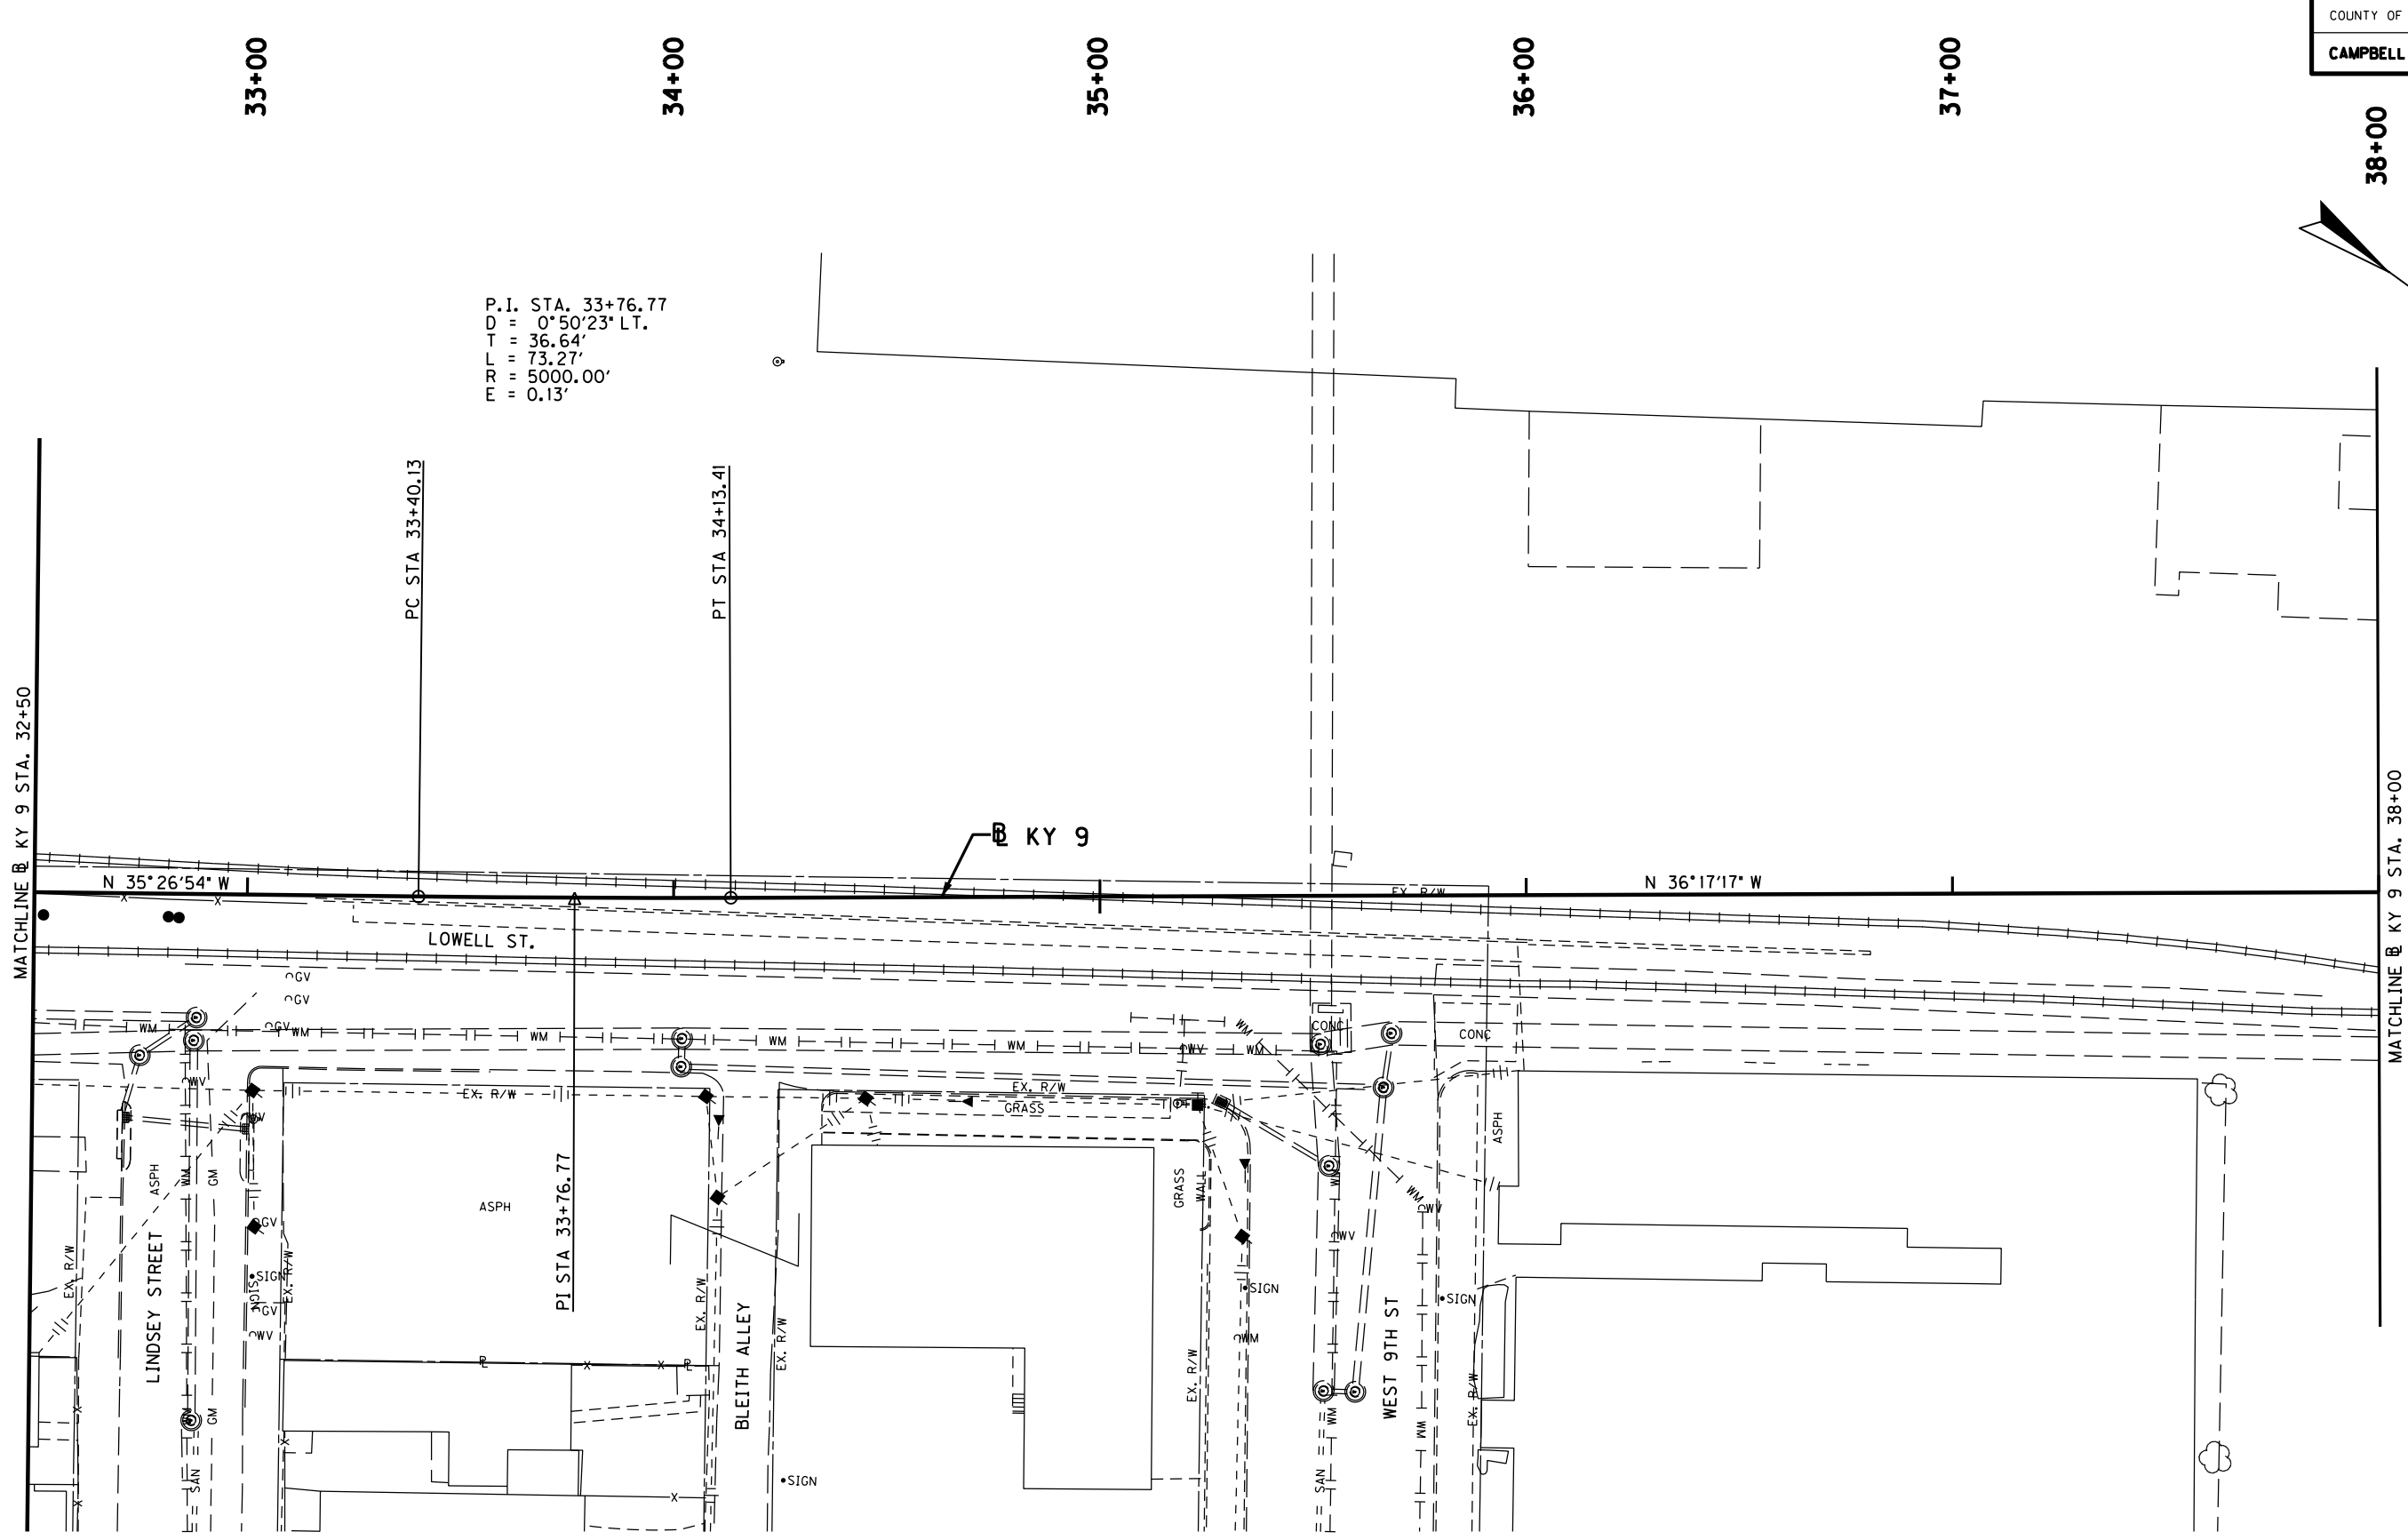 COUNTY OF
CAMPBELL
33+00
34+00
35+00
36+00
37+00
38+00
P.I. STA. 33+76.77
D = 0°50'23" LT.
T = 36.64'
L = 73.27'
R = 5000.00'
E = 0.13'
PC STA 33+40.13
PT STA 34+13.41
MATCHLINE ℄ KY 9 STA. 32+50
MATCHLINE ℄ KY 9 STA. 38+00
KY 9
N 35°26'54" W
EX. R/W
N 36°17'17" W
X
X
LOWELL ST.
GV
GV
GV
WM
WM
WM
WM
WM
WM
WM
WV
CONC
CONC
WV
WV
EX. R/W
EX. R/W
GRASS
ASPH
ASPH
WM
GM
ASPH
GRASS
WALL
WM
WM
WV
WV
GV
PI STA 33+76.77
EX. R/W
LINDSEY STREET
SIGN
SIGN
EX. R/W
GV
WV
EX. R/W
BLEITH ALLEY
EX. R/W
SIGN
SIGN
WM
EX. R/W
WEST 9TH ST
EX. R/W
X
X
WM
GM
WM
WM
X
X
SAN
X
X
SIGN
SAN